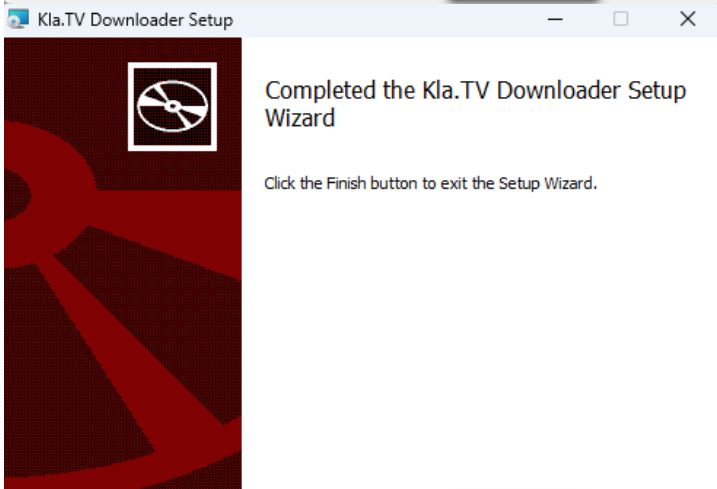 Kla.TV Downloader Setup
Completed the Kla.TV Downloader Setup
Wizard
Click the Finish button to exit the Setup Wizard.